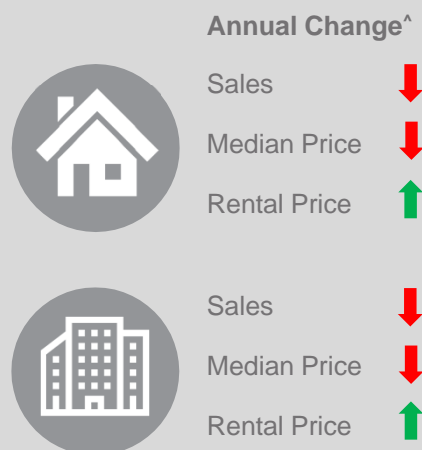 Annual Change^
Sales
Median Price
Rental Price
Sales
Median Price
Rental Price